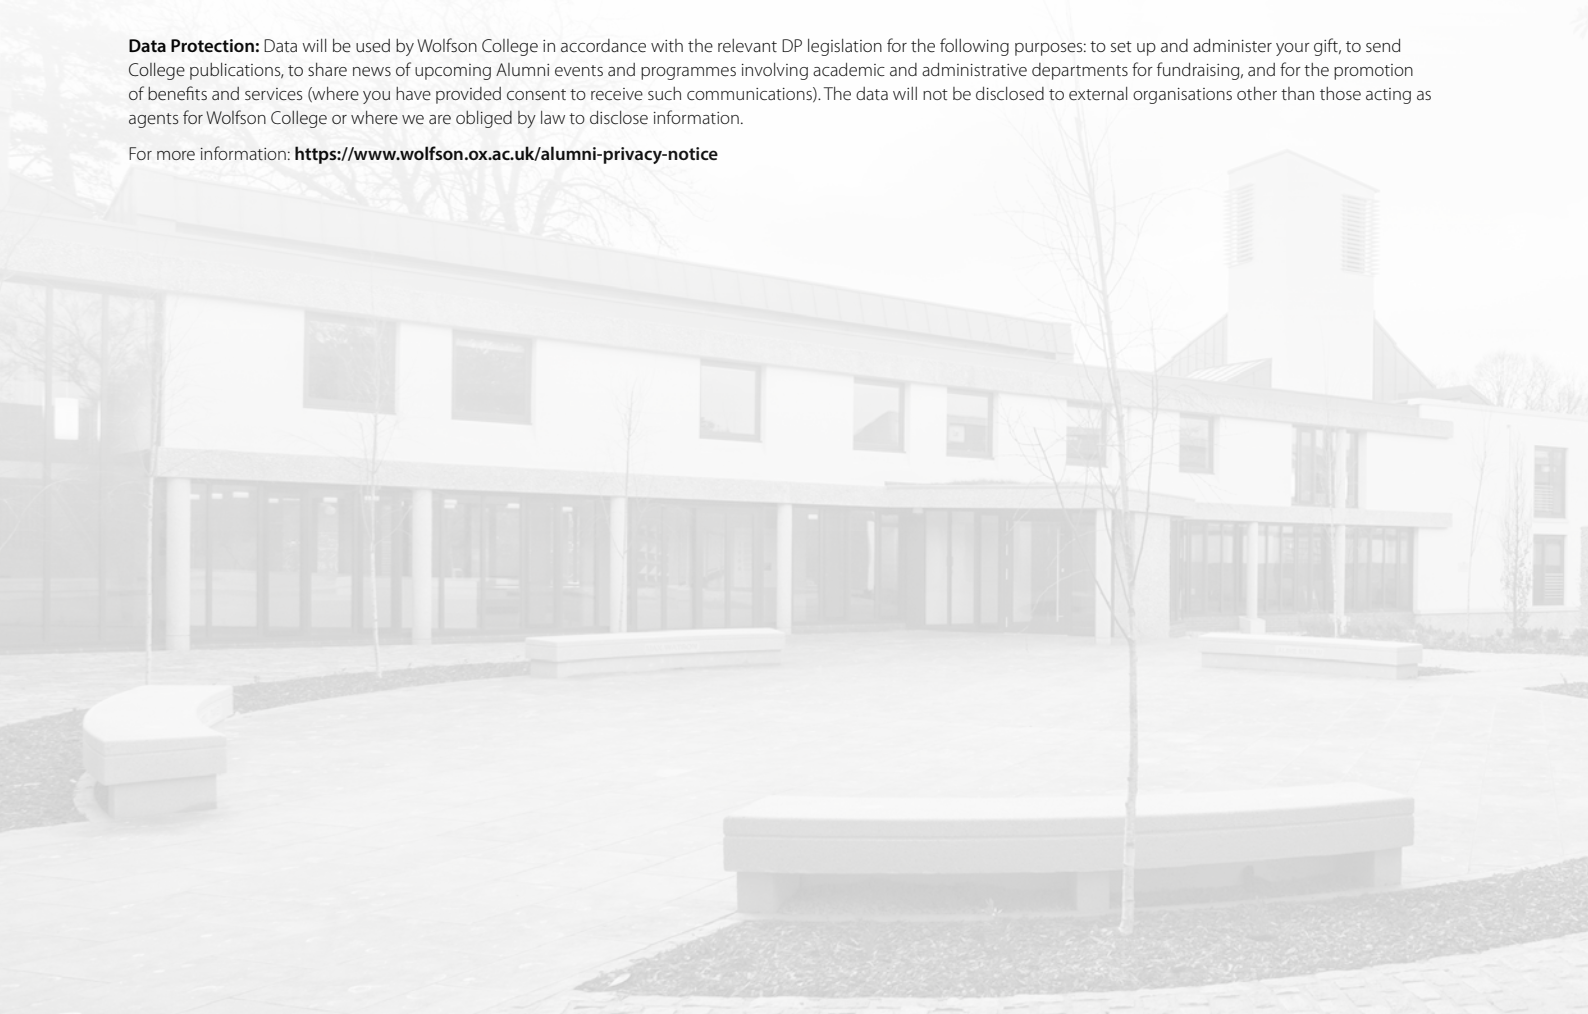 Data Protection: Data will be used by Wolfson College in accordance with the relevant DP legislation for the following purposes: to set up and administer your gift, to send
College publications, to share news of upcoming Alumni events and programmes involving academic and administrative departments for fundraising, and for the promotion
of benefits and services (where you have provided consent to receive such communications). The data will not be disclosed to external organisations other than those acting as
agents for Wolfson College or where we are obliged by law to disclose information.
For more information: https://www.wolfson.ox.ac.uk/alumni-privacy-notice